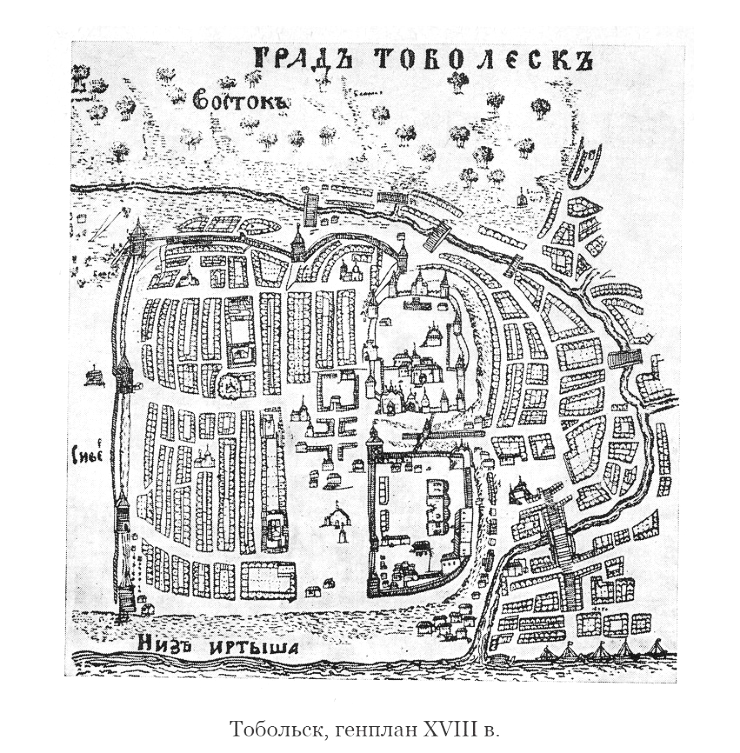 ГРАДЪ ТОБОЛЕСКЪ
ВОСТОКЪ
НИЗЪ ИРТЫША
Тобольск, генплан XVIII в.